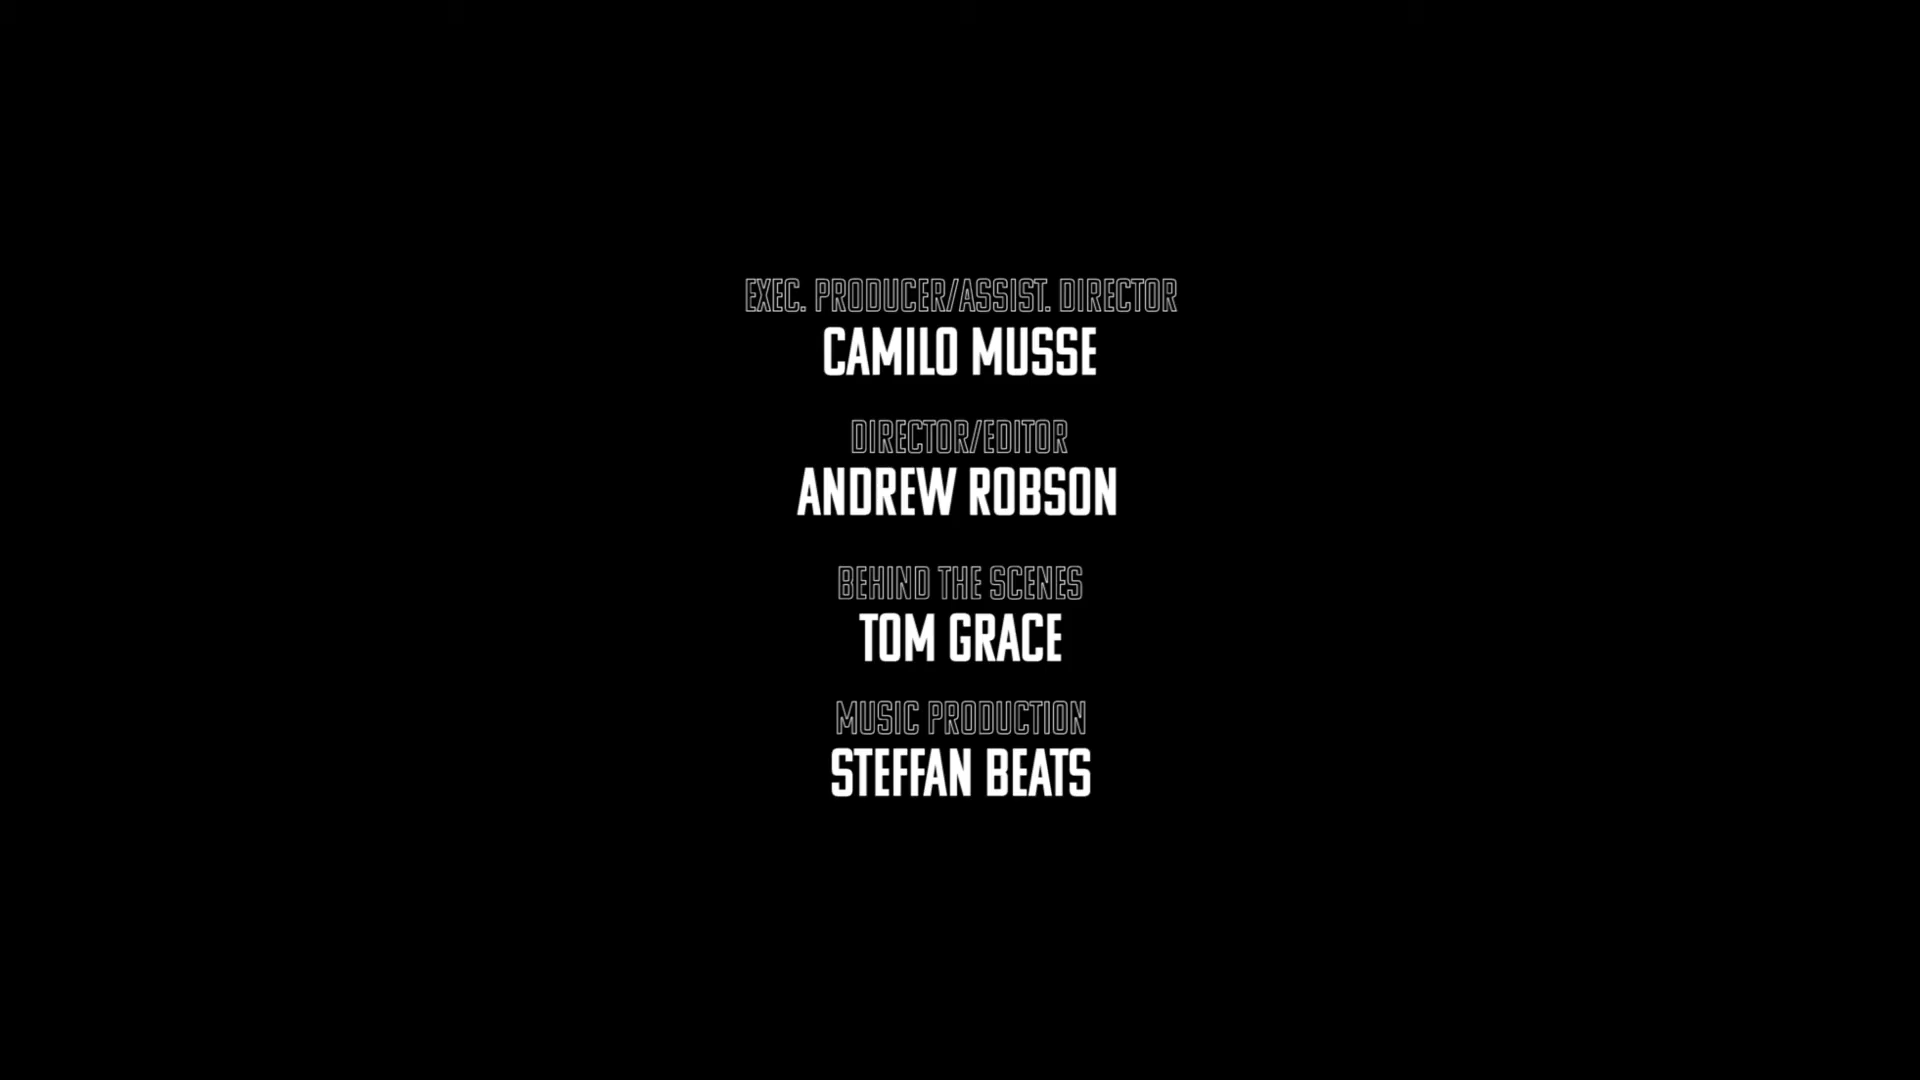 EXEC. PRODUCER/ASSIST. DIRECTOR
CAMILO MUSSE
DIRECTOR/EDITOR
ANDREW ROBSON
BEHIND THE SCENES
TOM GRACE
MUSIC PRODUCTION
STEFFAN BEATS